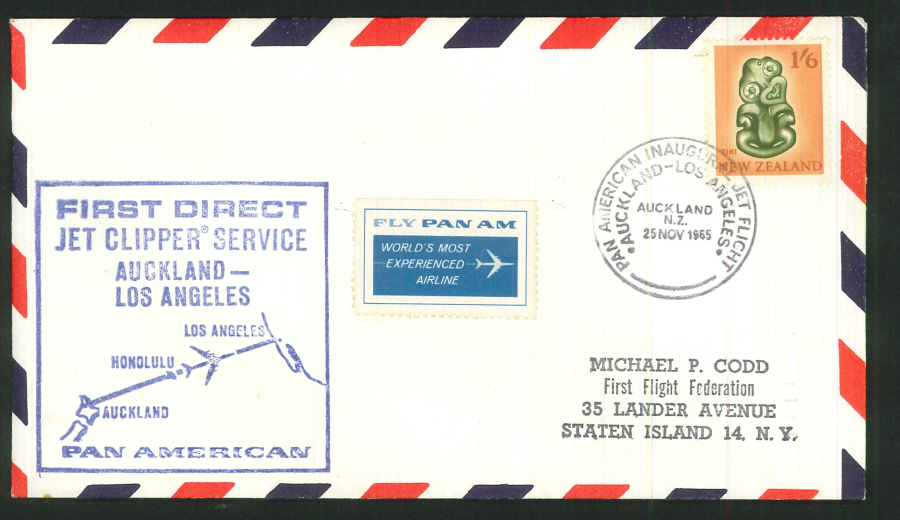 FIRST DIRECT
JET CLIPPER® SERVICE
AUCKLAND—
LOS ANGELES
LOS ANGELES
HONOLULU
AUCKLAND
PAN AMERICAN
FLY PAN AM
WORLD'S MOST
EXPERIENCED
AIRLINE
1/6
TIKI
NEW ZEALAND
PAN AMERICAN INAUGURAL JET FLIGHT
•AUCKLAND-LOS ANGELES•
AUCKLAND
N.Z.
25 NOV 1965
MICHAEL P. CODD
First Flight Federation
35 LANDER AVENUE
STATEN ISLAND 14, N. Y.